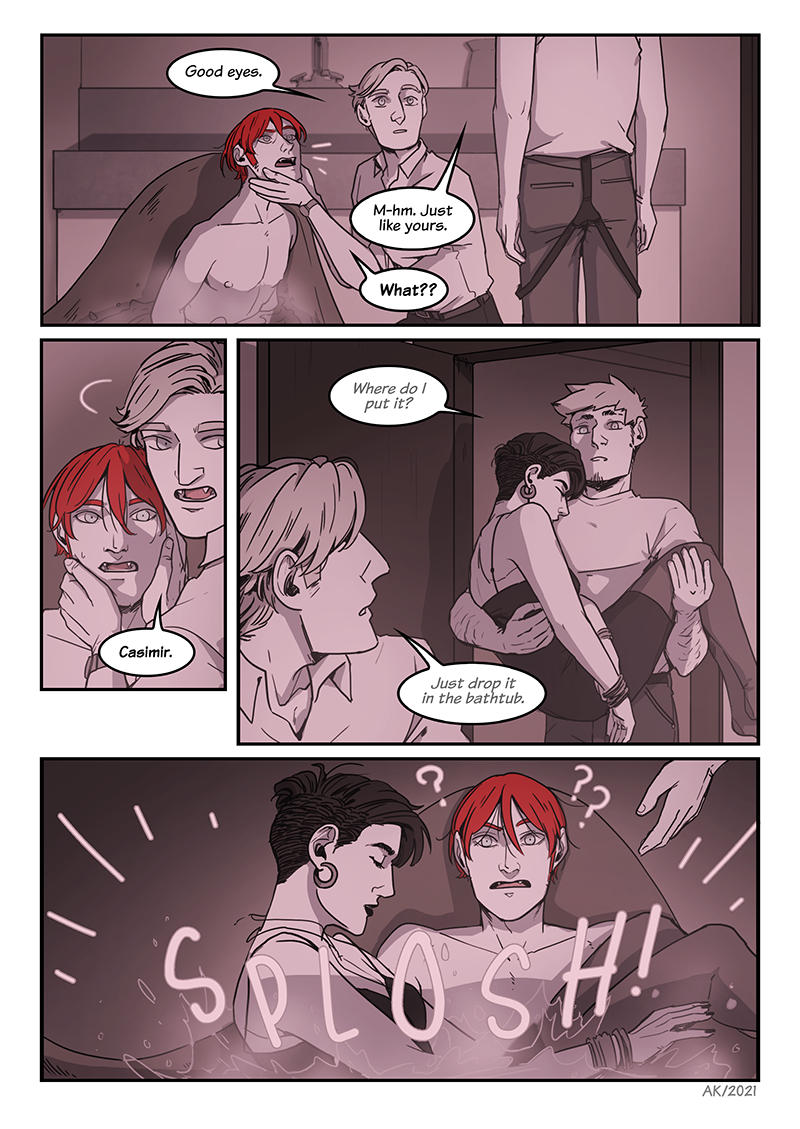 Good eyes.
M-hm. Just
like yours.
What??
Casimir.
Where do I
put it?
Just drop it
in the bathtub.
? ??
SPLOSH!
AK/2021